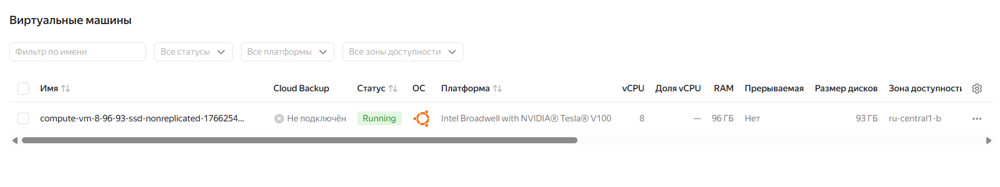 Виртуальные машины
Фильтр по имени Все статусы Все платформы Все зоны доступности
Имя Cloud Backup Статус ОС Платформа vCPU Доля vCPU RAM Прерываемая Размер дисков Зона доступности
compute-vm-8-96-93-ssd-nonreplicated-1766254... Не подключён Running Intel Broadwell with NVIDIA® Tesla® V100 8 — 96 ГБ Нет 93 ГБ ru-central1-b